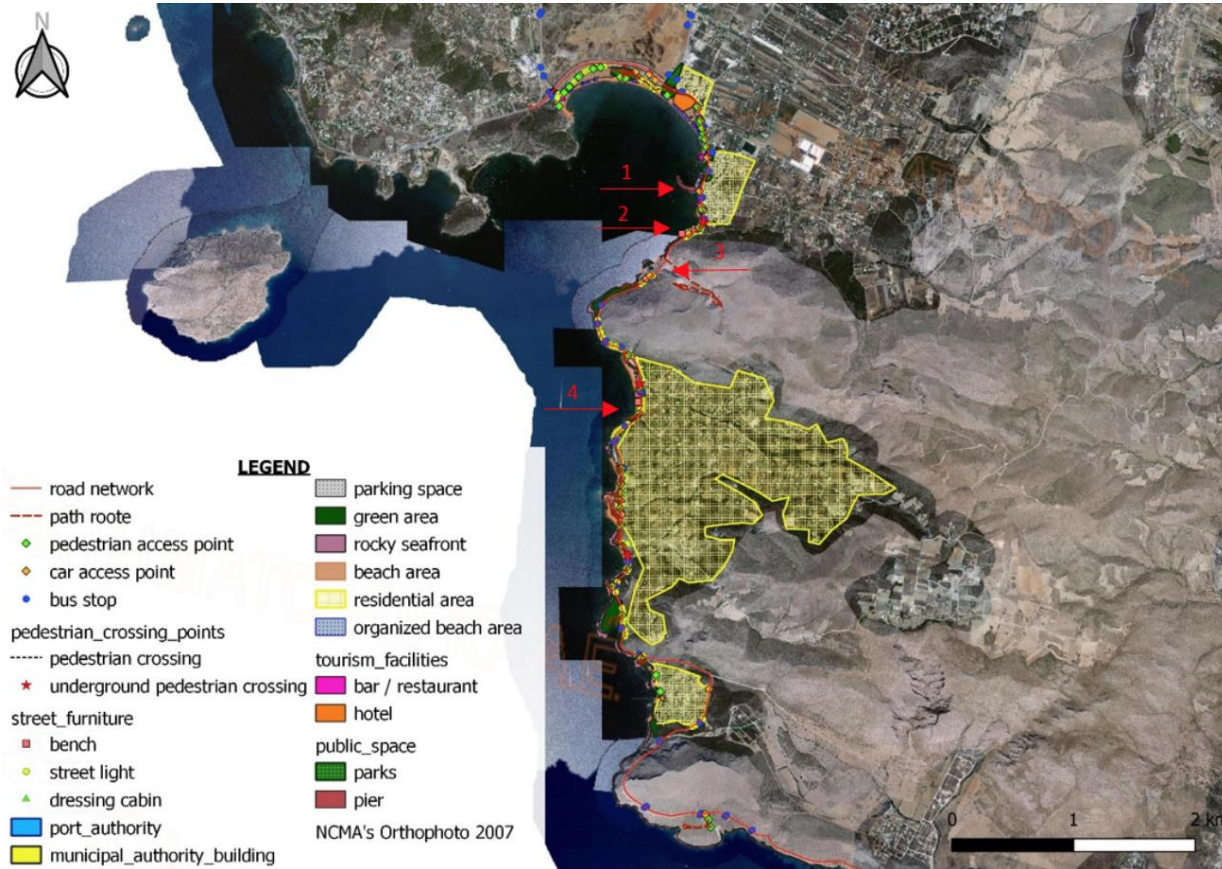 N
1
2
3
4
LEGEND
road network
path roote
pedestrian access point
car access point
bus stop
pedestrian_crossing_points
pedestrian crossing
underground pedestrian crossing
street_furniture
bench
street light
dressing cabin
port_authority
municipal_authority_building
parking space
green area
rocky seafront
beach area
residential area
organized beach area
tourism_facilities
bar / restaurant
hotel
public_space
parks
pier
NCMA's Orthophoto 2007
0 1 2 km